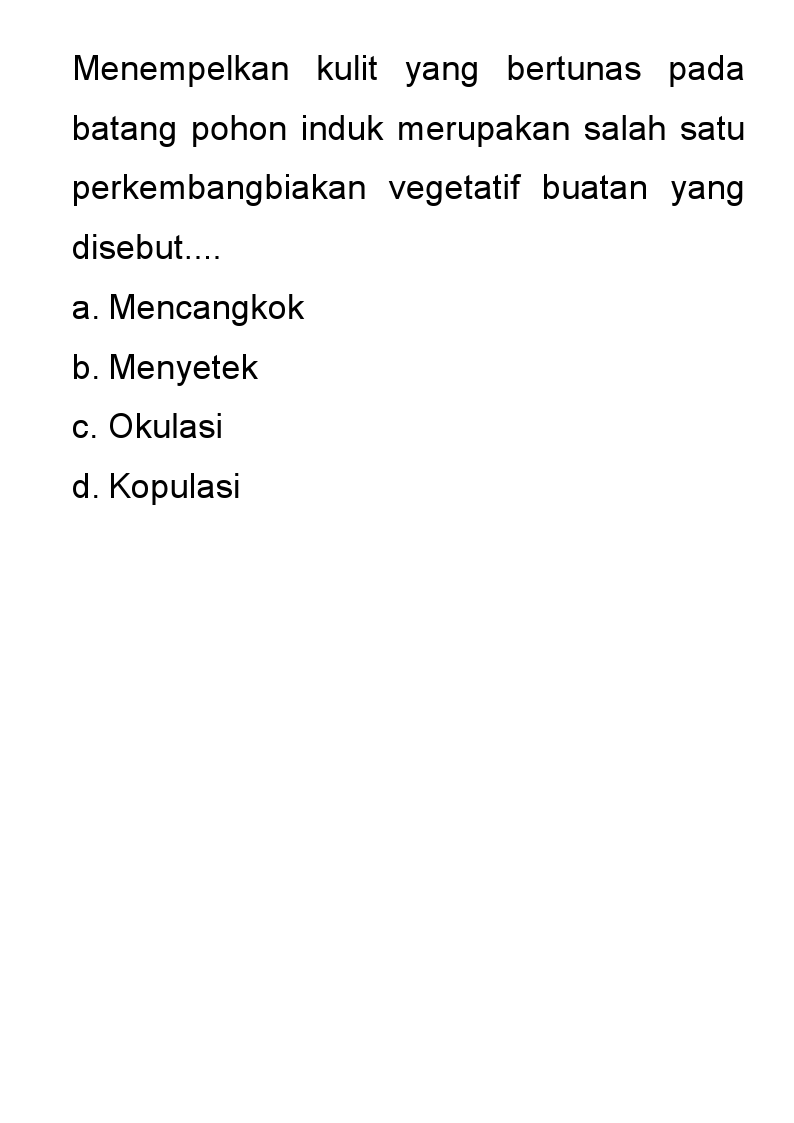 Menempelkan kulit yang bertunas pada
batang pohon induk merupakan salah satu
perkembangbiakan vegetatif buatan yang
disebut....
a. Mencangkok
b. Menyetek
c. Okulasi
d. Kopulasi